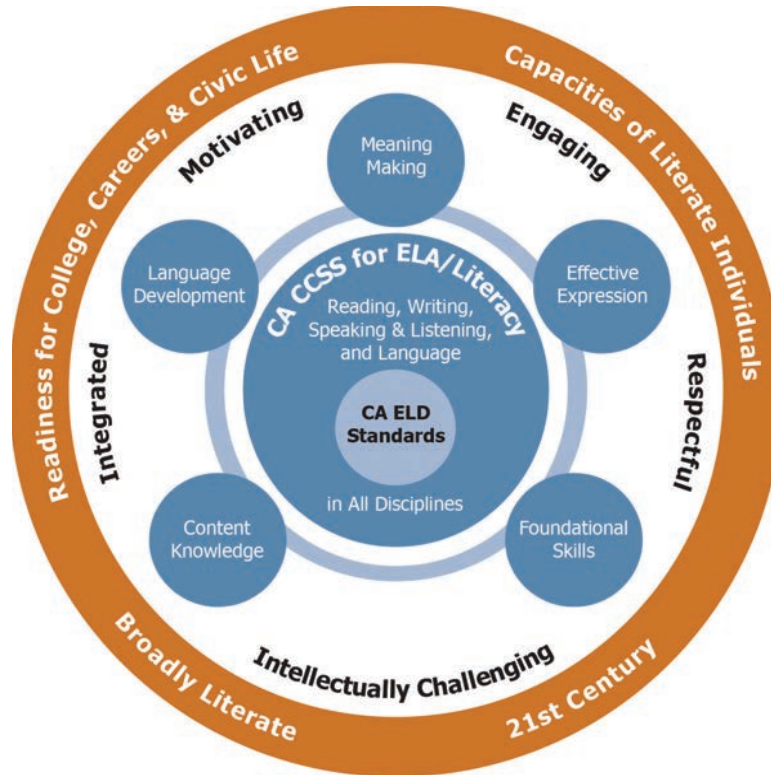 Readiness for College, Careers, & Civic Life
Capacities of Literate Individuals
Motivating
Engaging
Meaning
Making
Language
Development
Effective
Expression
CA CCSS for ELA/Literacy
Reading, Writing,
Speaking & Listening,
and Language
CA ELD
Standards
in All Disciplines
Integrated
Respectful
Content
Knowledge
Foundational
Skills
Intellectually Challenging
Broadly Literate
21st Century